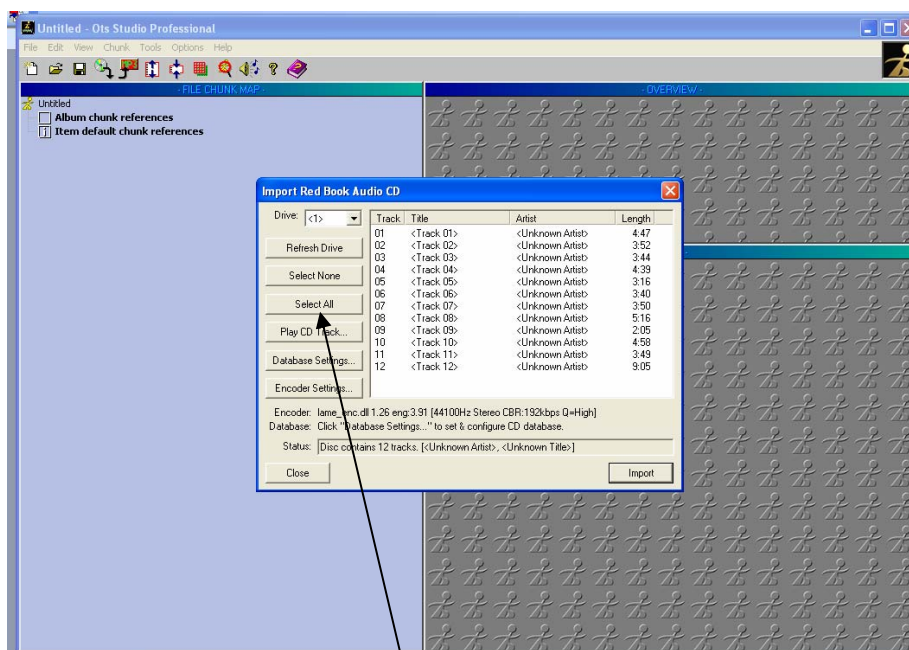 Untitled - Ots Studio Professional
File Edit View Chunk Tools Options Help
- FILE CHUNK MAP -
- OVERVIEW -
Untitled
Album chunk references
Item default chunk references
Import Red Book Audio CD
Drive: <1>
Refresh Drive
Select None
Select All
Play CD Track...
Database Settings...
Encoder Settings...
Track Title Artist Length
01 <Track 01> <Unknown Artist> 4:47
02 <Track 02> <Unknown Artist> 3:52
03 <Track 03> <Unknown Artist> 3:44
04 <Track 04> <Unknown Artist> 4:39
05 <Track 05> <Unknown Artist> 3:16
06 <Track 06> <Unknown Artist> 3:40
07 <Track 07> <Unknown Artist> 3:50
08 <Track 08> <Unknown Artist> 5:16
09 <Track 09> <Unknown Artist> 2:05
10 <Track 10> <Unknown Artist> 4:58
11 <Track 11> <Unknown Artist> 3:49
12 <Track 12> <Unknown Artist> 9:05
Encoder: lame_enc.dll 1.26 eng:3.91 [44100Hz Stereo CBR:192kbps Q=High]
Database: Click "Database Settings..." to set & configure CD database.
Status: Disc contains 12 tracks. [<Unknown Artist>, <Unknown Title>]
Close
Import